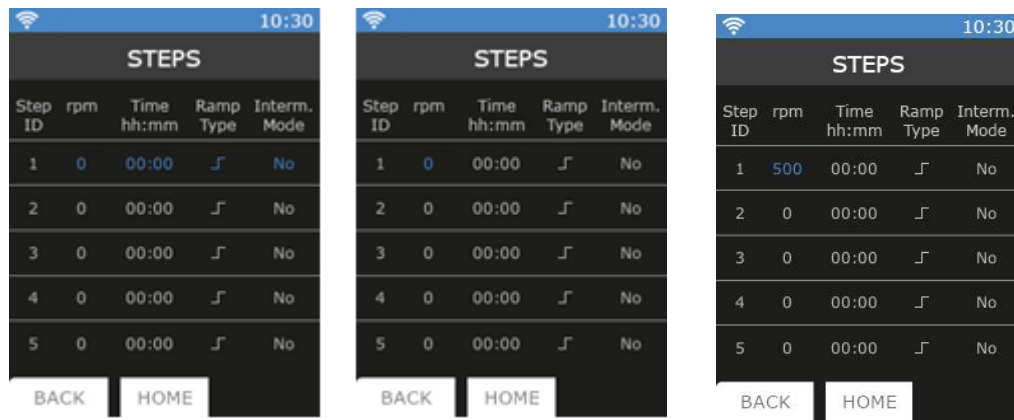 10:30
STEPS
Step ID rpm Time hh:mm Ramp Type Interm. Mode
1 0 00:00 No
2 0 00:00 No
3 0 00:00 No
4 0 00:00 No
5 0 00:00 No
BACK HOME
10:30
STEPS
Step ID rpm Time hh:mm Ramp Type Interm. Mode
1 0 00:00 No
2 0 00:00 No
3 0 00:00 No
4 0 00:00 No
5 0 00:00 No
BACK HOME
10:30
STEPS
Step ID rpm Time hh:mm Ramp Type Interm. Mode
1 500 00:00 No
2 0 00:00 No
3 0 00:00 No
4 0 00:00 No
5 0 00:00 No
BACK HOME